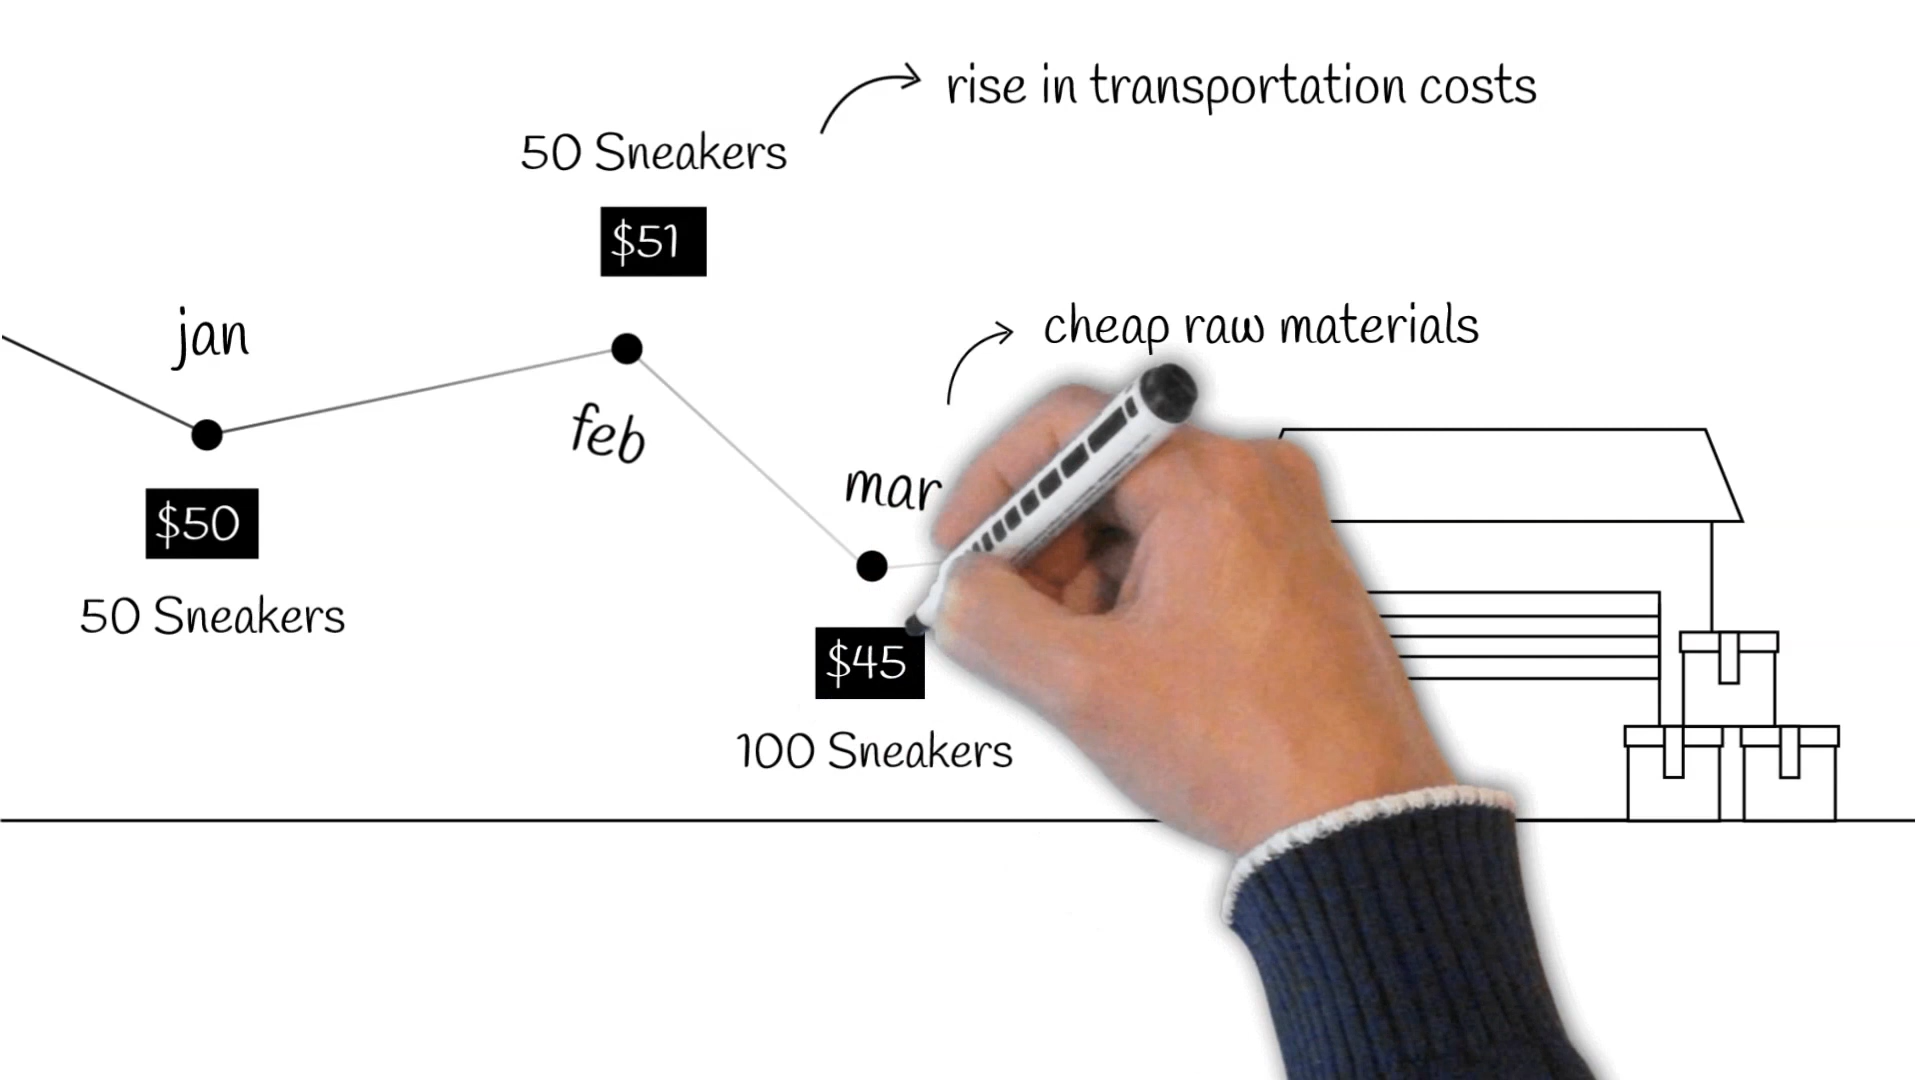 rise in transportation costs
50 Sneakers
$51
jan
feb
$50
50 Sneakers
cheap raw materials
mar
$45
100 Sneakers